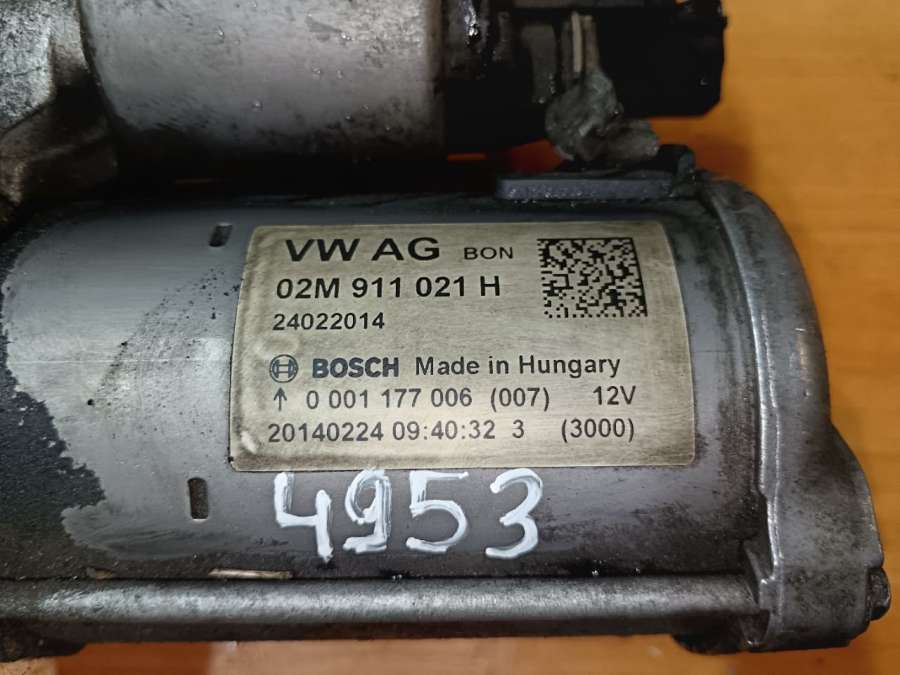 VW AG BON
02M 911 021 H
24022014
BOSCH Made in Hungary
↑ 0 001 177 006 (007) 12V
20140224 09:40:32 3 (3000)
4953